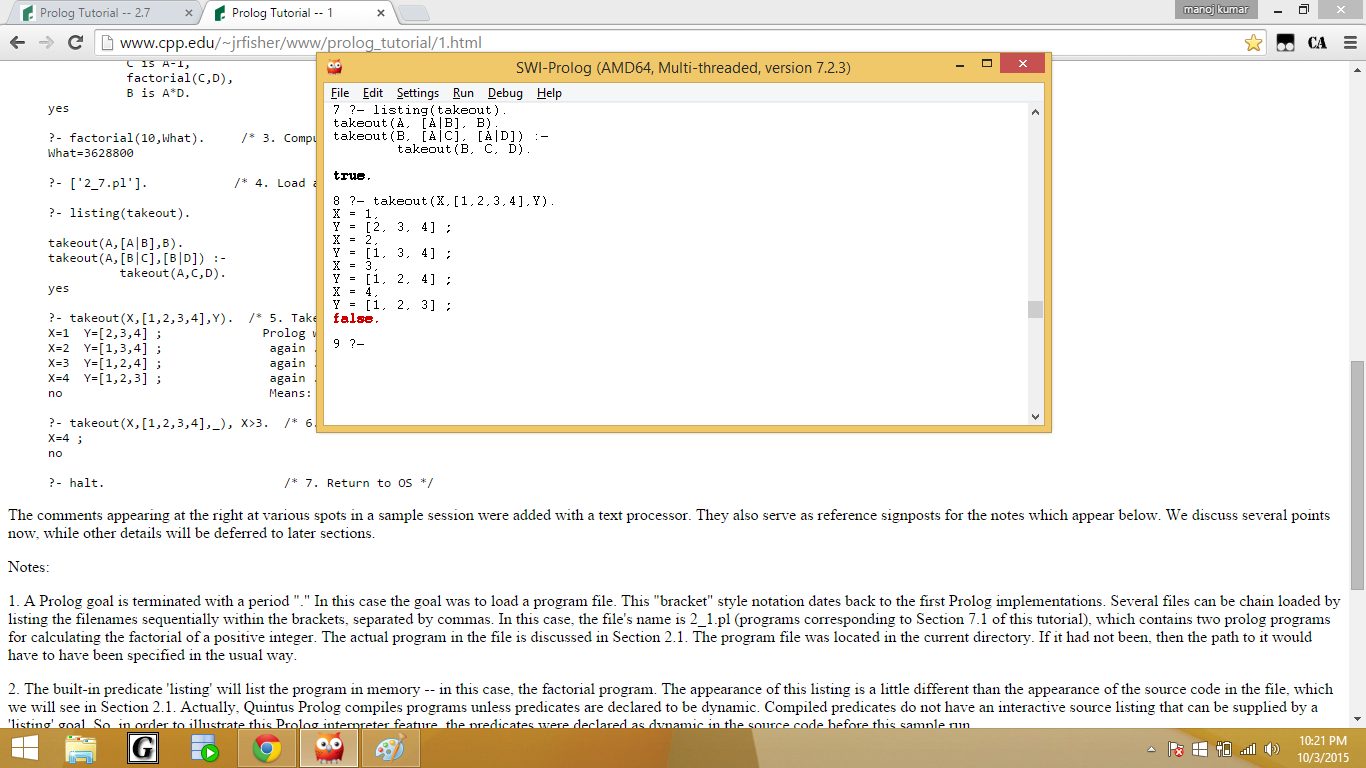 Prolog Tutorial -- 2.7
Prolog Tutorial -- 1
manoj kumar
www.cpp.edu/~jrfisher/www/prolog_tutorial/1.html
CA
C is A-1,
factorial(C,D),
B is A*D.
yes
?- factorial(10,What). /* 3. Compu
What=3628800
?- ['2_7.pl']. /* 4. Load a
?- listing(takeout).
takeout(A,[A|B],B).
takeout(A,[B|C],[B|D]) :-
takeout(A,C,D).
yes
?- takeout(X,[1,2,3,4],Y). /* 5. Take
X=1 Y=[2,3,4] ; Prolog w
X=2 Y=[1,3,4] ; again .
X=3 Y=[1,2,4] ; again .
X=4 Y=[1,2,3] ; again .
no Means:
?- takeout(X,[1,2,3,4],_), X>3. /* 6.
X=4 ;
no
?- halt. /* 7. Return to OS */
SWI-Prolog (AMD64, Multi-threaded, version 7.2.3)
File Edit Settings Run Debug Help
7 ?- listing(takeout).
takeout(A, [A|B], B).
takeout(B, [A|C], [A|D]) :-
takeout(B, C, D).
true.
8 ?- takeout(X,[1,2,3,4],Y).
X = 1,
Y = [2, 3, 4] ;
X = 2,
Y = [1, 3, 4] ;
X = 3,
Y = [1, 2, 4] ;
X = 4,
Y = [1, 2, 3] ;
false.
9 ?-
The comments appearing at the right at various spots in a sample session were added with a text processor. They also serve as reference signposts for the notes which appear below. We discuss several points
now, while other details will be deferred to later sections.
Notes:
1. A Prolog goal is terminated with a period "." In this case the goal was to load a program file. This "bracket" style notation dates back to the first Prolog implementations. Several files can be chain loaded by
listing the filenames sequentially within the brackets, separated by commas. In this case, the file's name is 2_1.pl (programs corresponding to Section 7.1 of this tutorial), which contains two prolog programs
for calculating the factorial of a positive integer. The actual program in the file is discussed in Section 2.1. The program file was located in the current directory. If it had not been, then the path to it would
have to have been specified in the usual way.
2. The built-in predicate 'listing' will list the program in memory -- in this case, the factorial program. The appearance of this listing is a little different than the appearance of the source code in the file, which
we will see in Section 2.1. Actually, Quintus Prolog compiles programs unless predicates are declared to be dynamic. Compiled predicates do not have an interactive source listing that can be supplied by a
'listing' goal. So, in order to illustrate this Prolog interpreter feature, the predicates were declared as dynamic in the source code before this sample run.
G
10:21 PM
10/3/2015